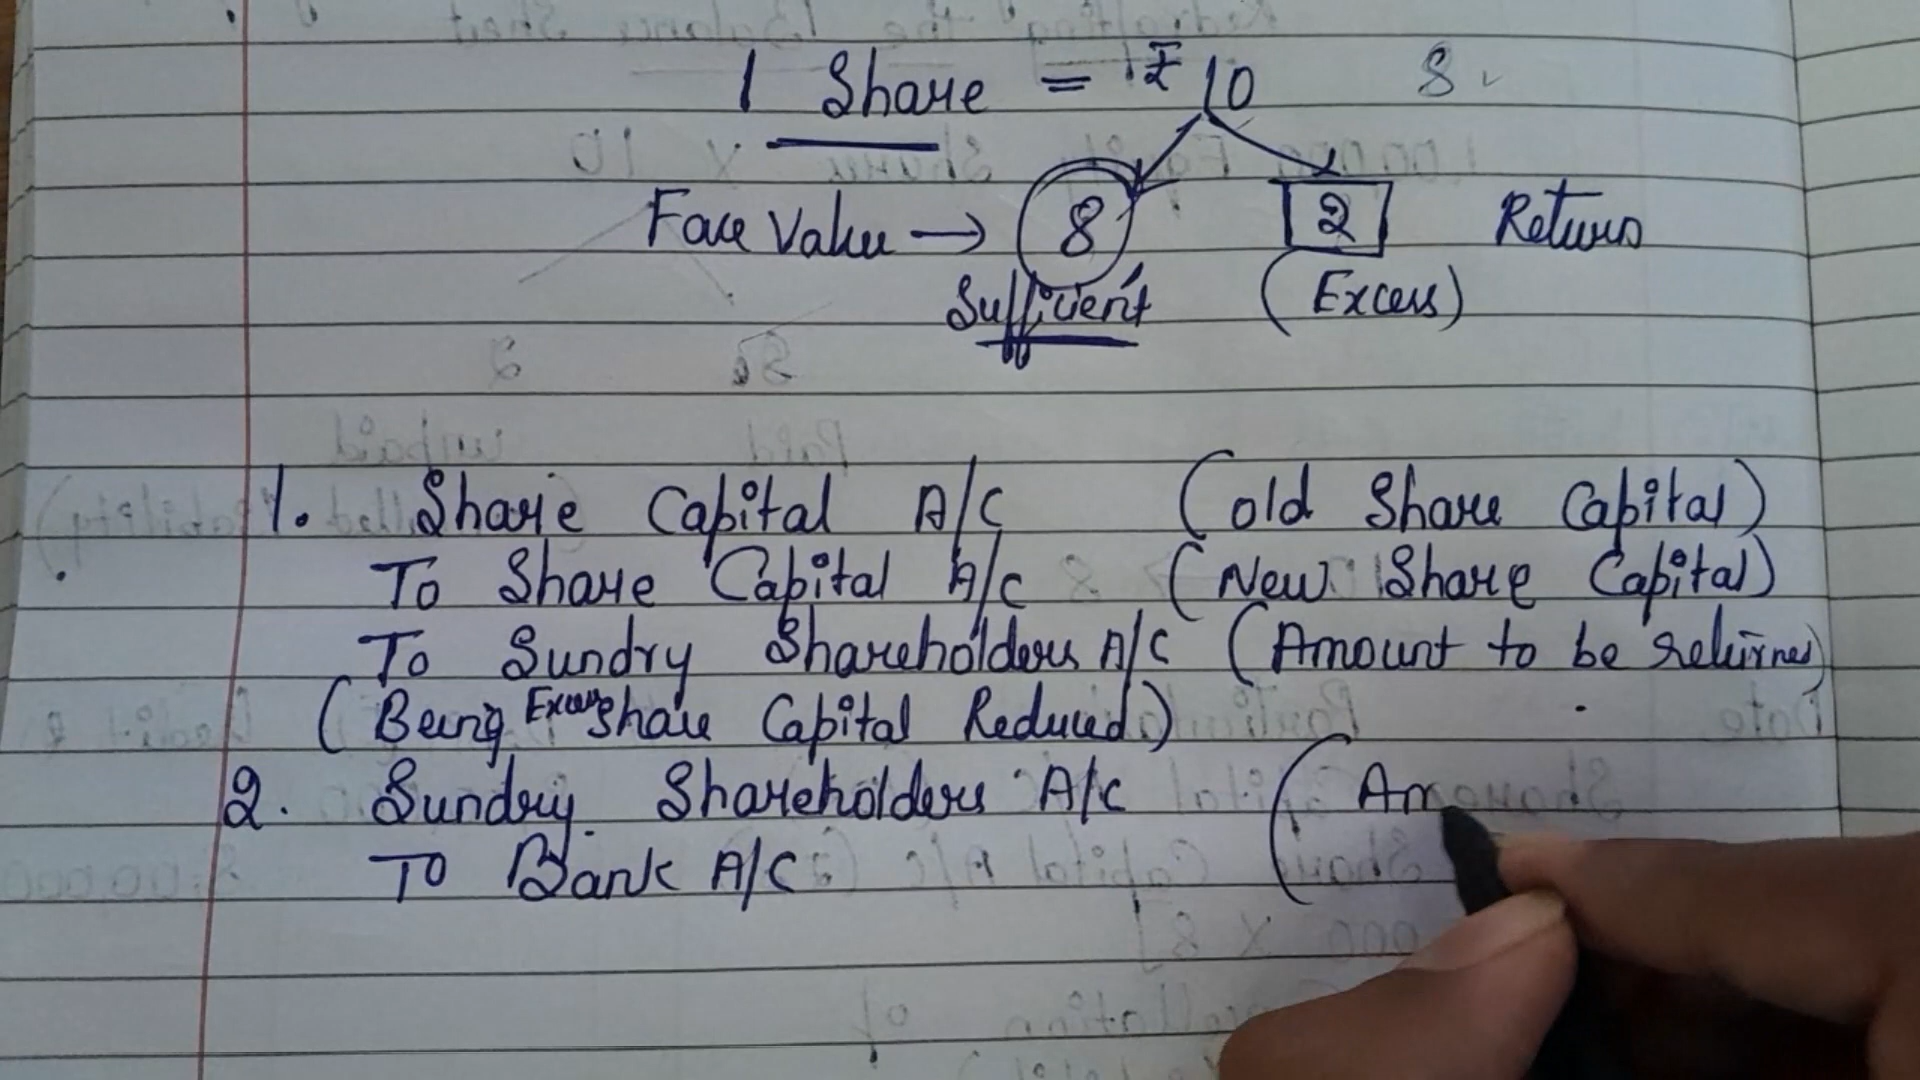 1 Share = ₹ 10 8
Face Value → 8 2 Return
Sufficient (Excess)
1. Share Capital A/C (Old Share Capital)
To Share Capital A/C (New Share Capital)
To Sundry Shareholders A/C (Amount to be returned)
(Being Excess Share Capital Reduced)
2. Sundry Shareholders A/C (Am
To Bank A/C